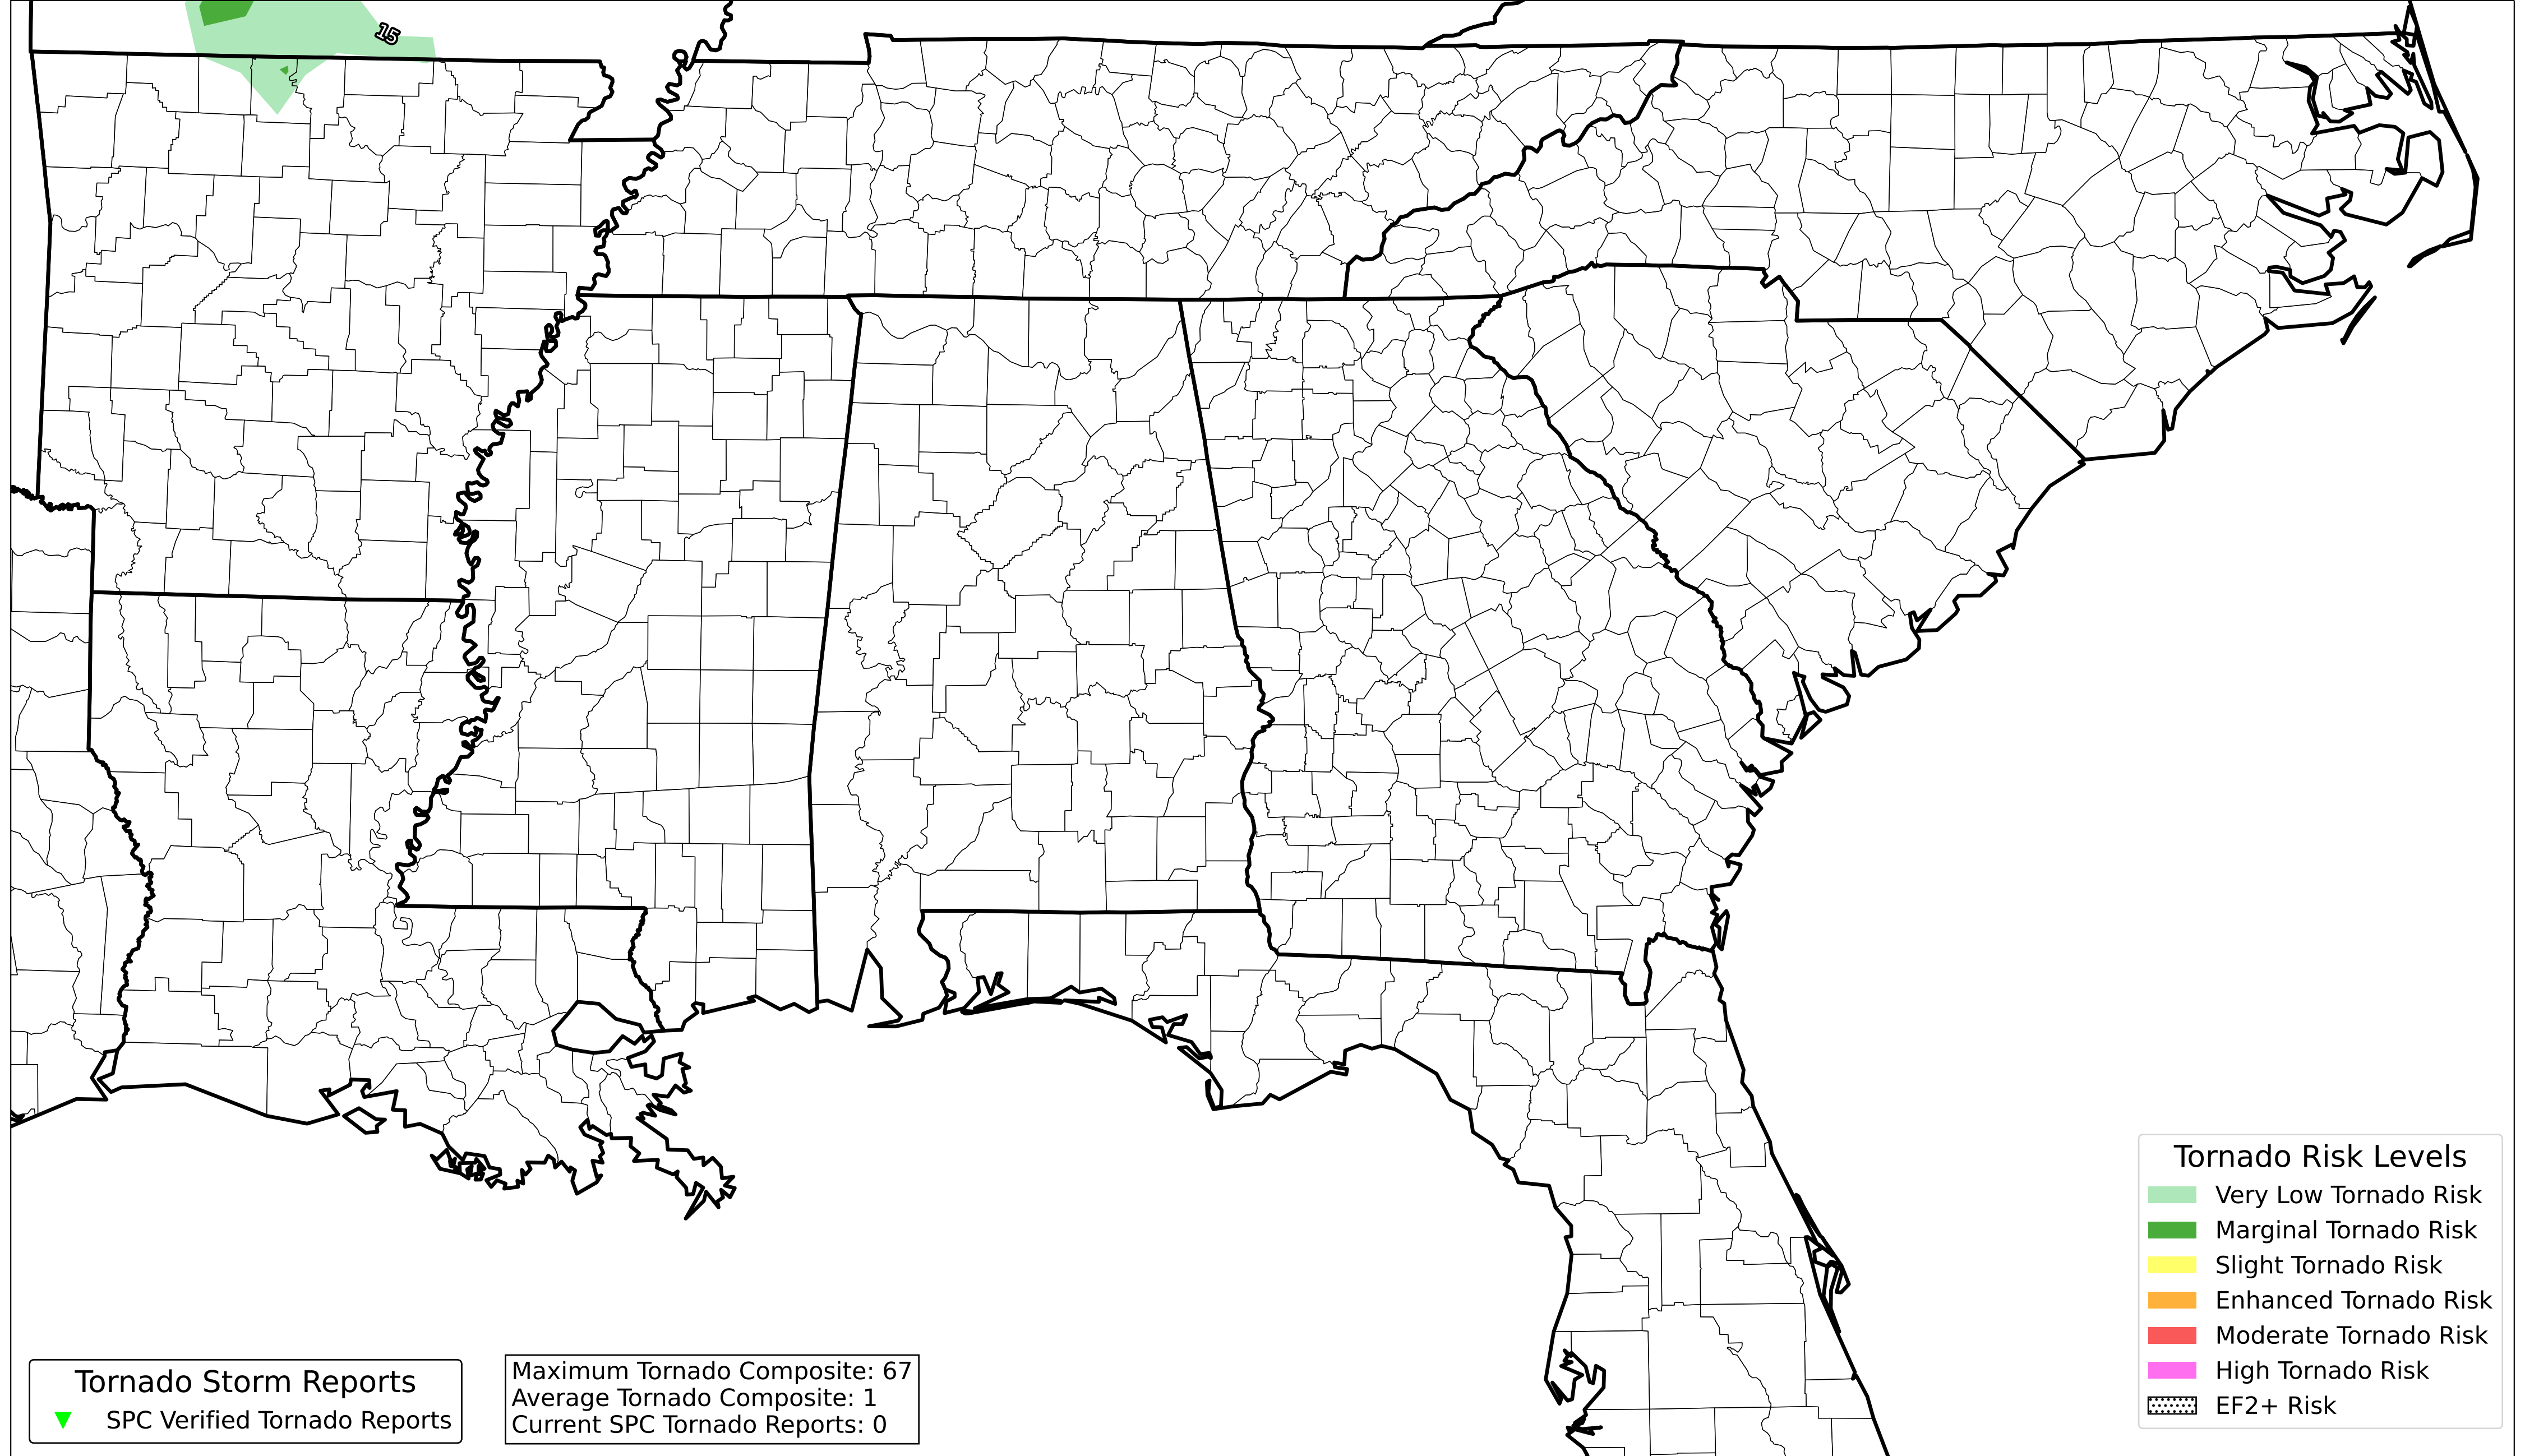 15
Tornado Risk Levels
Very Low Tornado Risk
Marginal Tornado Risk
Slight Tornado Risk
Enhanced Tornado Risk
Moderate Tornado Risk
High Tornado Risk
EF2+ Risk
Tornado Storm Reports
SPC Verified Tornado Reports
Maximum Tornado Composite: 67
Average Tornado Composite: 1
Current SPC Tornado Reports: 0